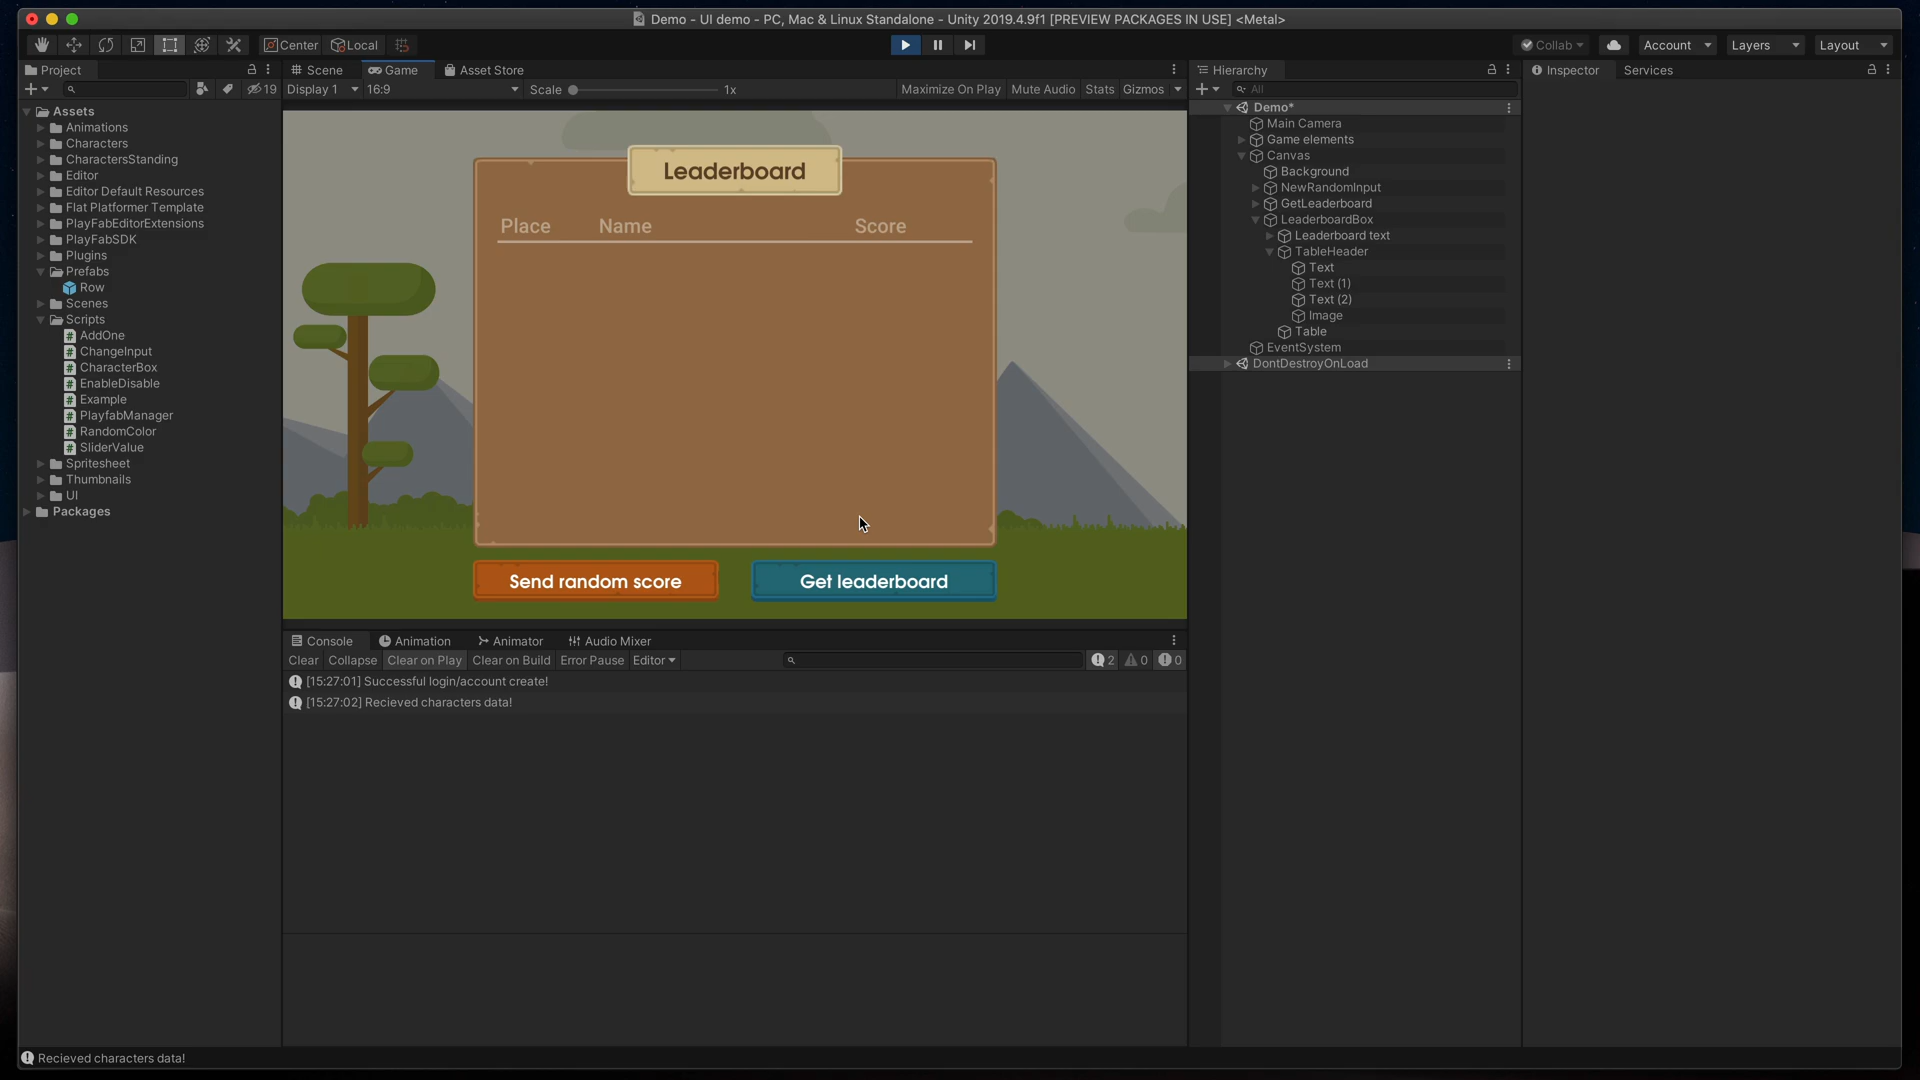 Demo - UI demo - PC, Mac & Linux Standalone - Unity 2019.4.9f1 [PREVIEW PACKAGES IN USE] <Metal>
Center Local
Collab Account Layers Layout
Project
19
Assets
Animations
Characters
CharactersStanding
Editor
Editor Default Resources
Flat Platformer Template
PlayFabEditorExtensions
PlayFabSDK
Plugins
Prefabs
Row
Scenes
Scripts
AddOne
ChangeInput
CharacterBox
EnableDisable
Example
PlayfabManager
RandomColor
SliderValue
Spritesheet
Thumbnails
UI
Packages
Scene Game Asset Store
Display 1 16:9 Scale 1x Maximize On Play Mute Audio Stats Gizmos
Leaderboard
Place Name Score
Send random score Get leaderboard
Console Animation Animator Audio Mixer
Clear Collapse Clear on Play Clear on Build Error Pause Editor 2 0 0
[15:27:01] Successful login/account create!
[15:27:02] Recieved characters data!
Hierarchy
All
Demo*
Main Camera
Game elements
Canvas
Background
NewRandomInput
GetLeaderboard
LeaderboardBox
Leaderboard text
TableHeader
Text
Text (1)
Text (2)
Image
Table
EventSystem
DontDestroyOnLoad
Inspector Services
Recieved characters data!